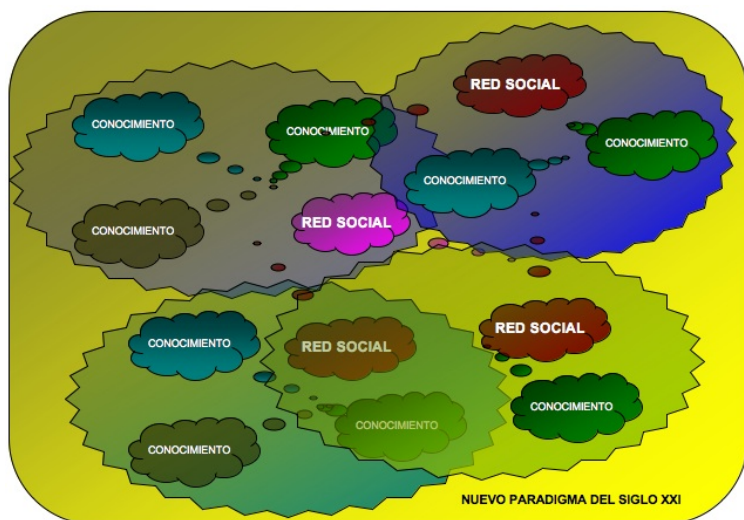 RED SOCIAL
CONOCIMIENTO
CONOCIMIENTO
CONOCIMIENTO
CONOCIMIENTO
CONOCIMIENTO
RED SOCIAL
RED SOCIAL
CONOCIMIENTO
RED SOCIAL
CONOCIMIENTO
CONOCIMIENTO
CONOCIMIENTO
NUEVO PARADIGMA DEL SIGLO XXI